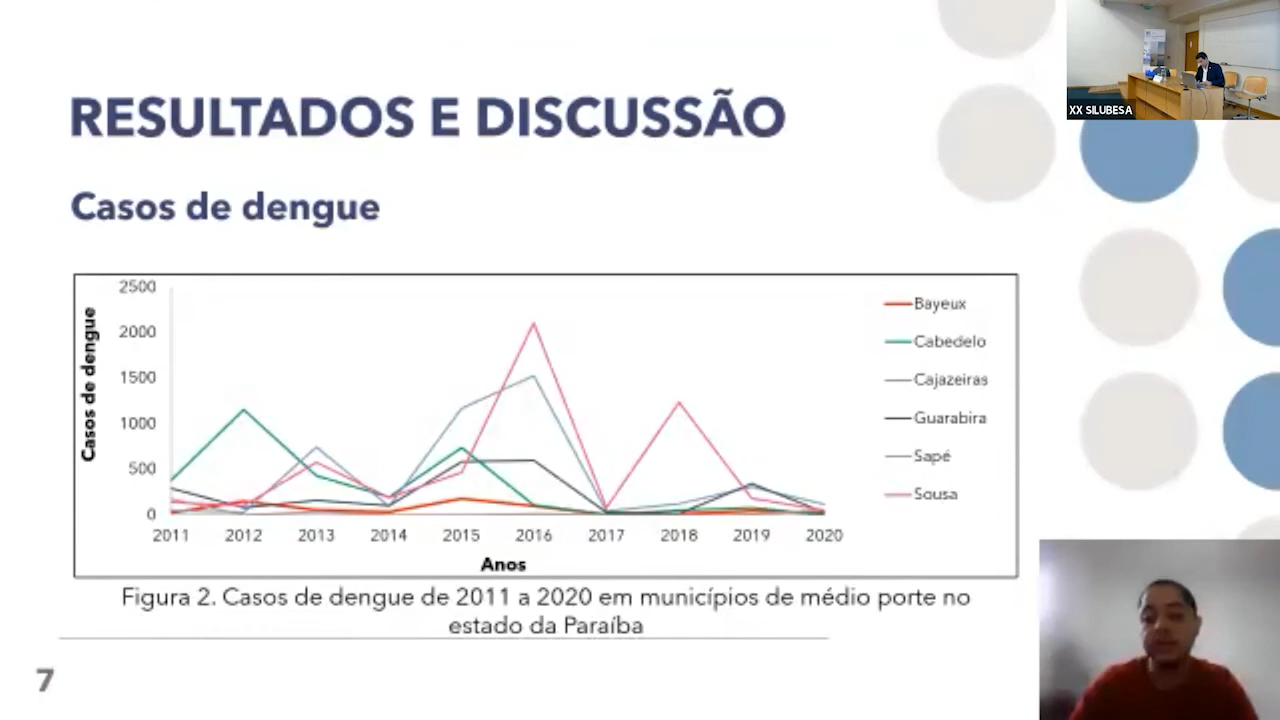 XX SILUBESA
RESULTADOS E DISCUSSÃO
Casos de dengue
Casos de dengue
2500
2000
1500
1000
500
0
2011 2012 2013 2014 2015 2016 2017 2018 2019 2020
Anos
Bayeux
Cabedelo
Cajazeiras
Guarabira
Sapé
Sousa
Figura 2. Casos de dengue de 2011 a 2020 em municípios de médio porte no
estado da Paraíba
7